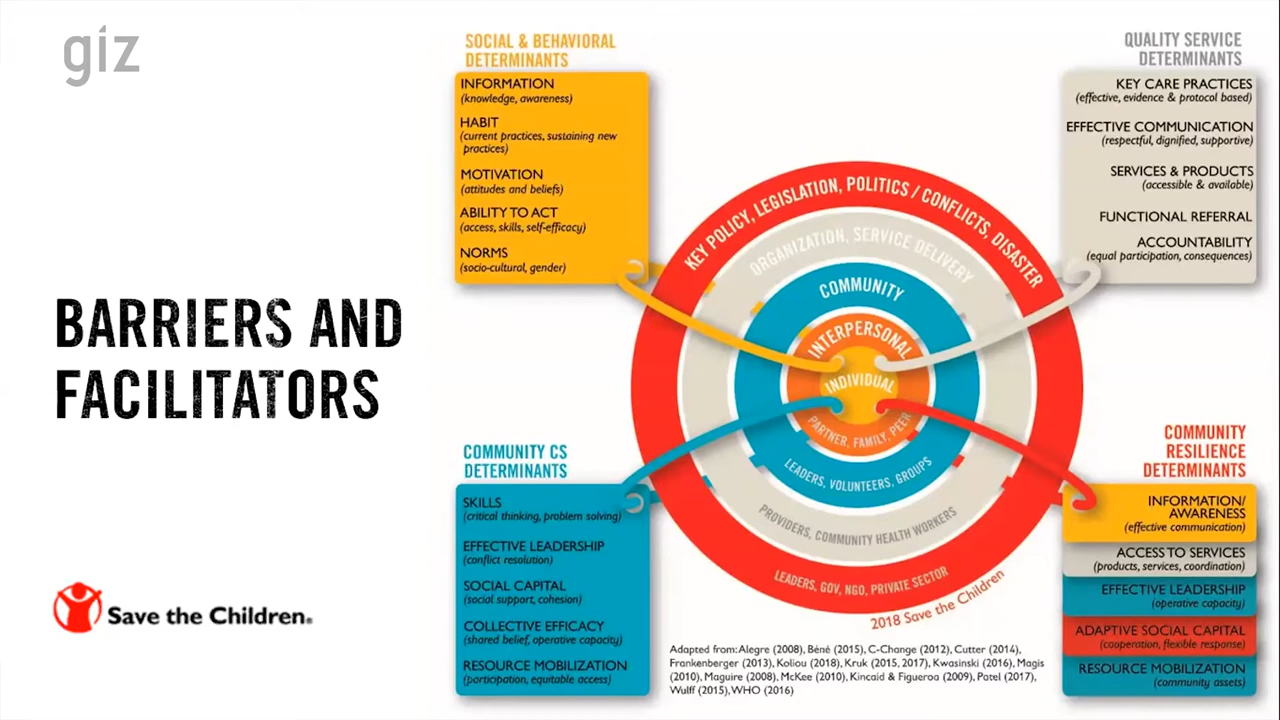 giz
BARRIERS AND
FACILITATORS
Save the Children®
SOCIAL & BEHAVIORAL
DETERMINANTS
INFORMATION
(knowledge, awareness)
HABIT
(current practices, sustaining new
practices)
MOTIVATION
(attitudes and beliefs)
ABILITY TO ACT
(access, skills, self-efficacy)
NORMS
(socio-cultural, gender)
QUALITY SERVICE
DETERMINANTS
KEY CARE PRACTICES
(effective, evidence & protocol based)
EFFECTIVE COMMUNICATION
(respectful, dignified, supportive)
SERVICES & PRODUCTS
(accessible & available)
FUNCTIONAL REFERRAL
ACCOUNTABILITY
(equal participation, consequences)
KEY POLICY, LEGISLATION, POLITICS / CONFLICTS, DISASTER
ORGANIZATION, SERVICE DELIVERY
COMMUNITY
INTERPERSONAL
INDIVIDUAL
PARTNER, FAMILY, PEER
LEADERS, VOLUNTEERS, GROUPS
PROVIDERS, COMMUNITY HEALTH WORKERS
LEADERS, GOV, NGO, PRIVATE SECTOR
2018 Save the Children
COMMUNITY CS
DETERMINANTS
SKILLS
(critical thinking, problem solving)
EFFECTIVE LEADERSHIP
(conflict resolution)
SOCIAL CAPITAL
(social support, cohesion)
COLLECTIVE EFFICACY
(shared belief, operative capacity)
RESOURCE MOBILIZATION
(participation, equitable access)
COMMUNITY
RESILIENCE
DETERMINANTS
INFORMATION/
AWARENESS
(effective communication)
ACCESS TO SERVICES
(products, services, coordination)
EFFECTIVE LEADERSHIP
(operative capacity)
ADAPTIVE SOCIAL CAPITAL
(cooperation, flexible response)
RESOURCE MOBILIZATION
(community assets)
Adapted from: Alegre (2008), Béné (2015), C-Change (2012), Cutter (2014),
Frankenberger (2013), Koliou (2018), Kruk (2015, 2017), Kwasinski (2016), Magis
(2010), Maguire (2008), McKee (2010), Kincaid & Figueroa (2009), Patel (2017),
Wulff (2015), WHO (2016)